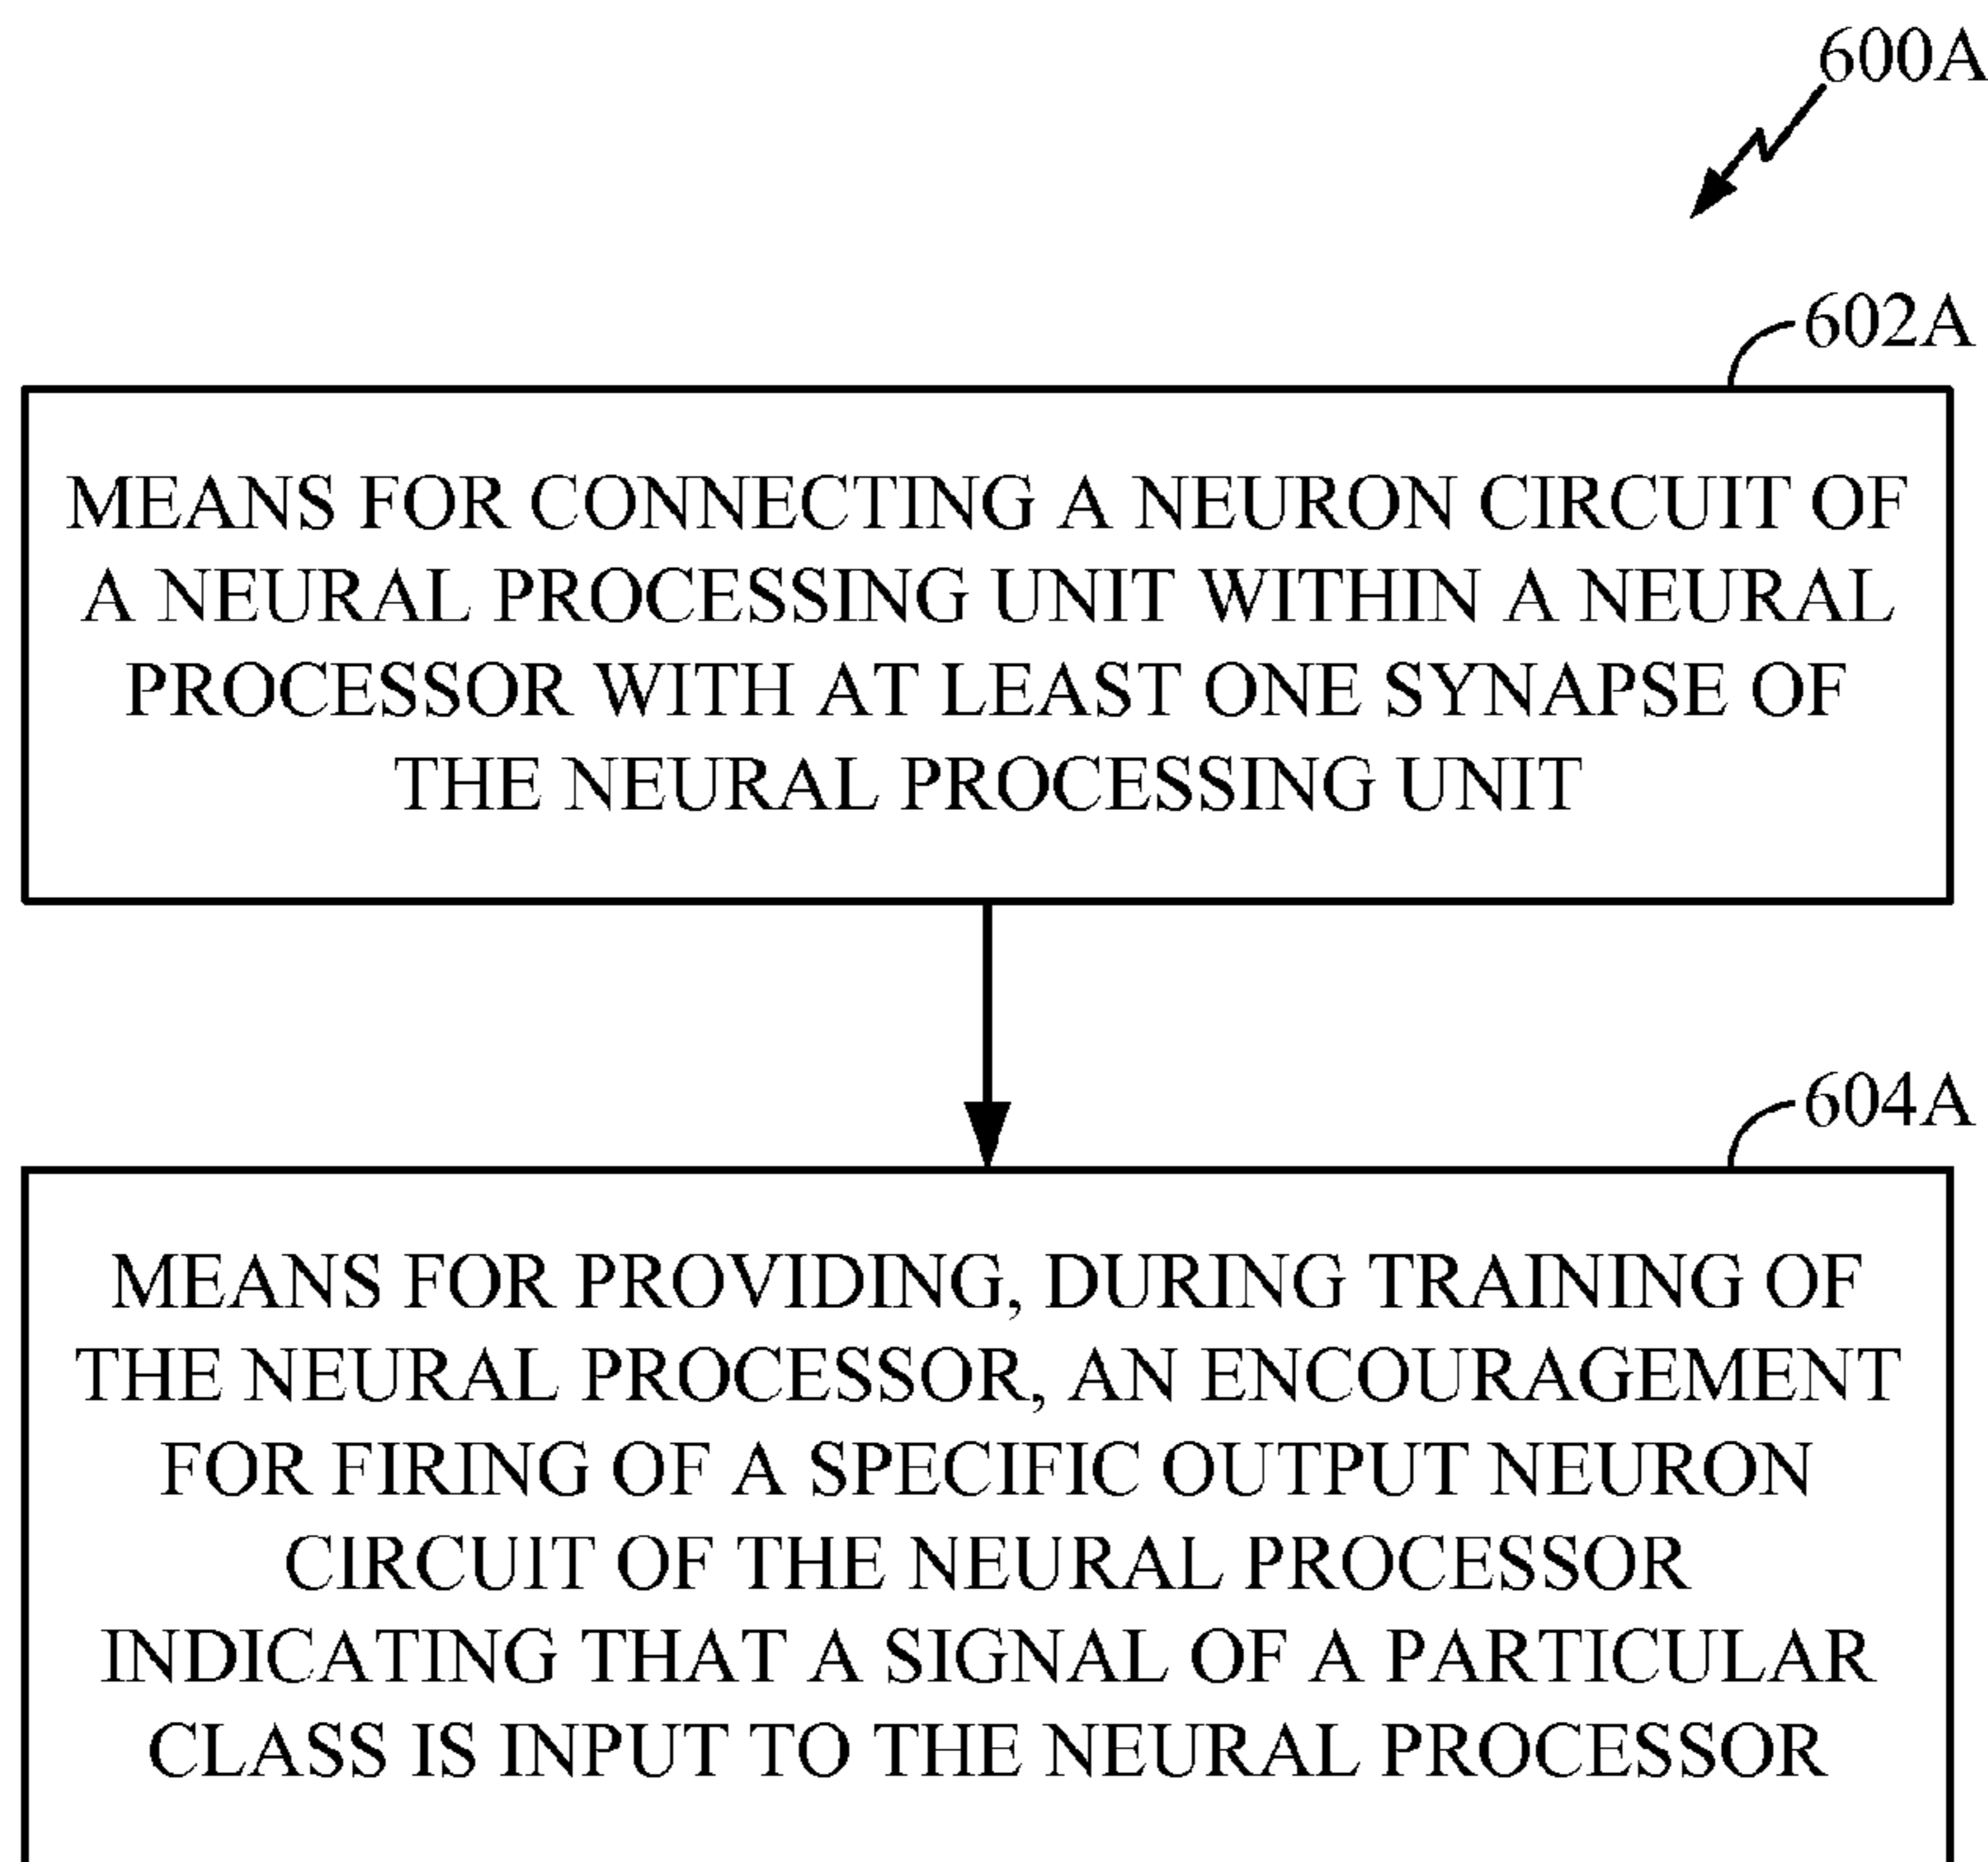 600A
602A
MEANS FOR CONNECTING A NEURON CIRCUIT OF
A NEURAL PROCESSING UNIT WITHIN A NEURAL
PROCESSOR WITH AT LEAST ONE SYNAPSE OF
THE NEURAL PROCESSING UNIT
604A
MEANS FOR PROVIDING, DURING TRAINING OF
THE NEURAL PROCESSOR, AN ENCOURAGEMENT
FOR FIRING OF A SPECIFIC OUTPUT NEURON
CIRCUIT OF THE NEURAL PROCESSOR
INDICATING THAT A SIGNAL OF A PARTICULAR
CLASS IS INPUT TO THE NEURAL PROCESSOR